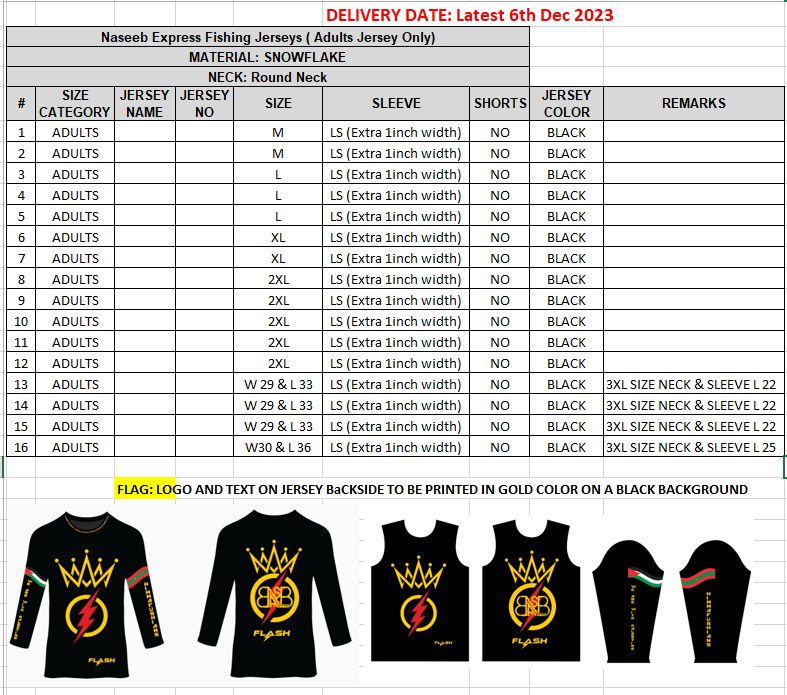 DELIVERY DATE: Latest 6th Dec 2023
Naseeb Express Fishing Jerseys ( Adults Jersey Only)
MATERIAL: SNOWFLAKE
NECK: Round Neck
# SIZE CATEGORY JERSEY NAME JERSEY NO SIZE SLEEVE SHORTS JERSEY COLOR REMARKS
1 ADULTS M LS (Extra 1inch width) NO BLACK
2 ADULTS M LS (Extra 1inch width) NO BLACK
3 ADULTS L LS (Extra 1inch width) NO BLACK
4 ADULTS L LS (Extra 1inch width) NO BLACK
5 ADULTS L LS (Extra 1inch width) NO BLACK
6 ADULTS XL LS (Extra 1inch width) NO BLACK
7 ADULTS XL LS (Extra 1inch width) NO BLACK
8 ADULTS 2XL LS (Extra 1inch width) NO BLACK
9 ADULTS 2XL LS (Extra 1inch width) NO BLACK
10 ADULTS 2XL LS (Extra 1inch width) NO BLACK
11 ADULTS 2XL LS (Extra 1inch width) NO BLACK
12 ADULTS 2XL LS (Extra 1inch width) NO BLACK
13 ADULTS W 29 & L 33 LS (Extra 1inch width) NO BLACK 3XL SIZE NECK & SLEEVE L 22
14 ADULTS W 29 & L 33 LS (Extra 1inch width) NO BLACK 3XL SIZE NECK & SLEEVE L 22
15 ADULTS W 29 & L 33 LS (Extra 1inch width) NO BLACK 3XL SIZE NECK & SLEEVE L 22
16 ADULTS W30 & L 36 LS (Extra 1inch width) NO BLACK 3XL SIZE NECK & SLEEVE L 25
FLAG: LOGO AND TEXT ON JERSEY BaCKSIDE TO BE PRINTED IN GOLD COLOR ON A BLACK BACKGROUND
FLASH
FLASH
FLASH
FLASH